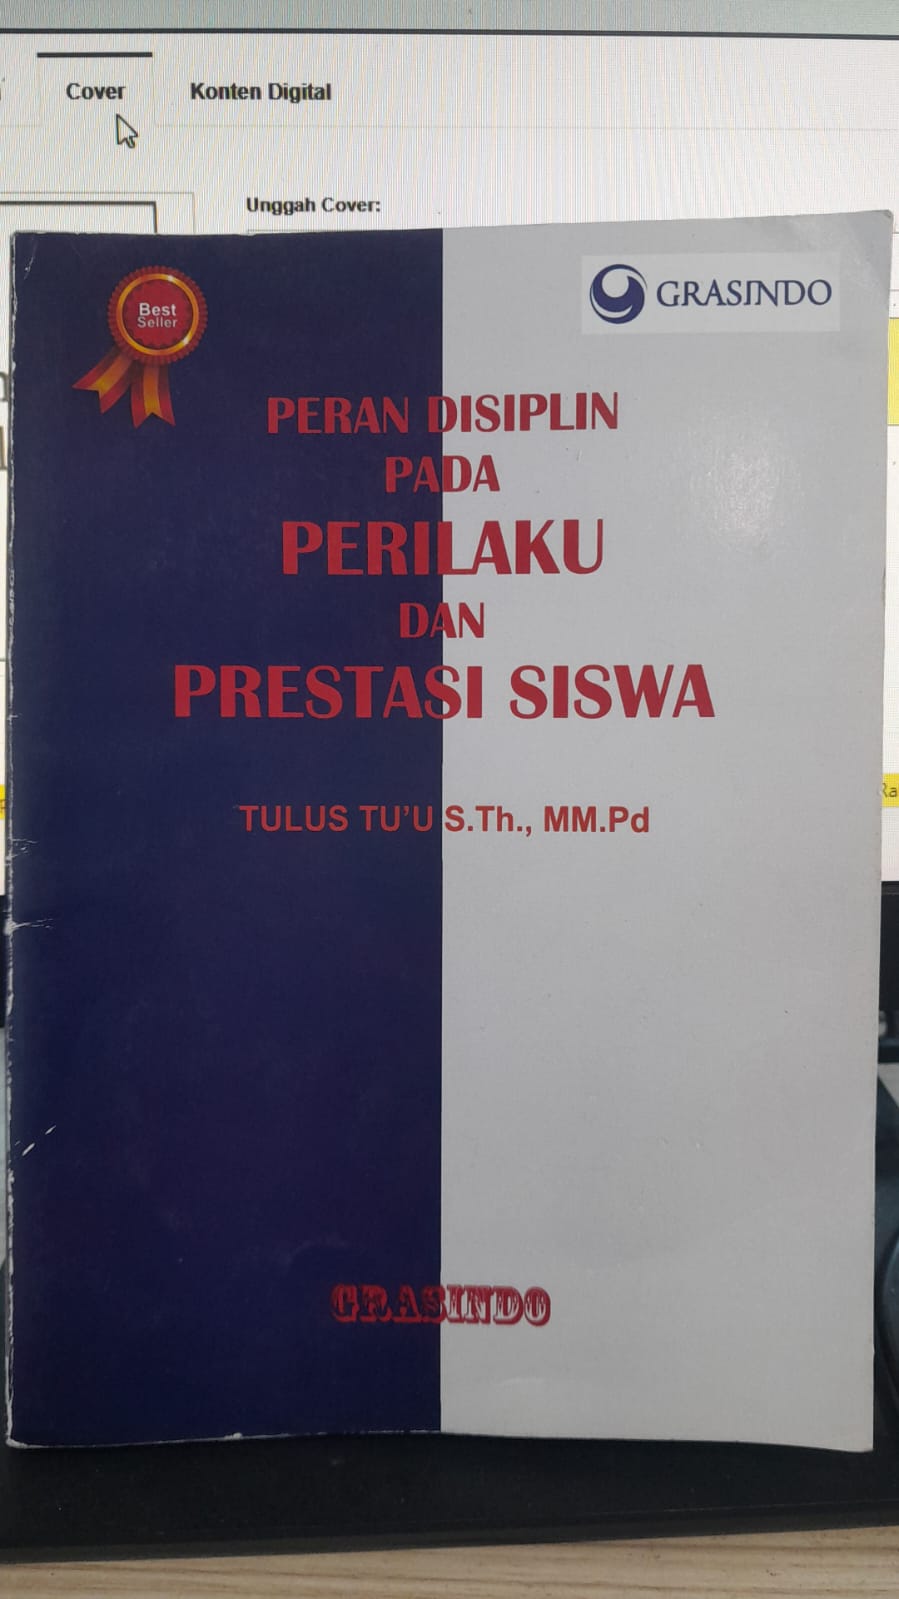 Cover
Konten Digital
Unggah Cover:
Best
Seller
GRASINDO
PERAN DISIPLIN
PADA
PERILAKU
DAN
PRESTASI SISWA
TULUS TU'U S.Th., MM.Pd
GRASINDO